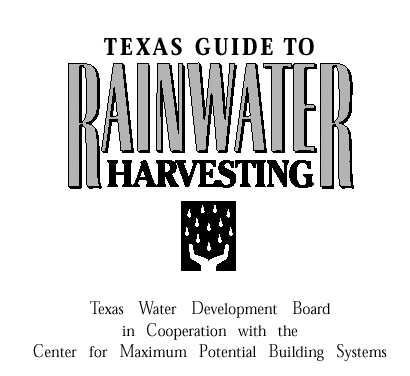 TEXAS GUIDE TO
RAINWATER
HARVESTING
Texas Water Development Board
in Cooperation with the
Center for Maximum Potential Building Systems